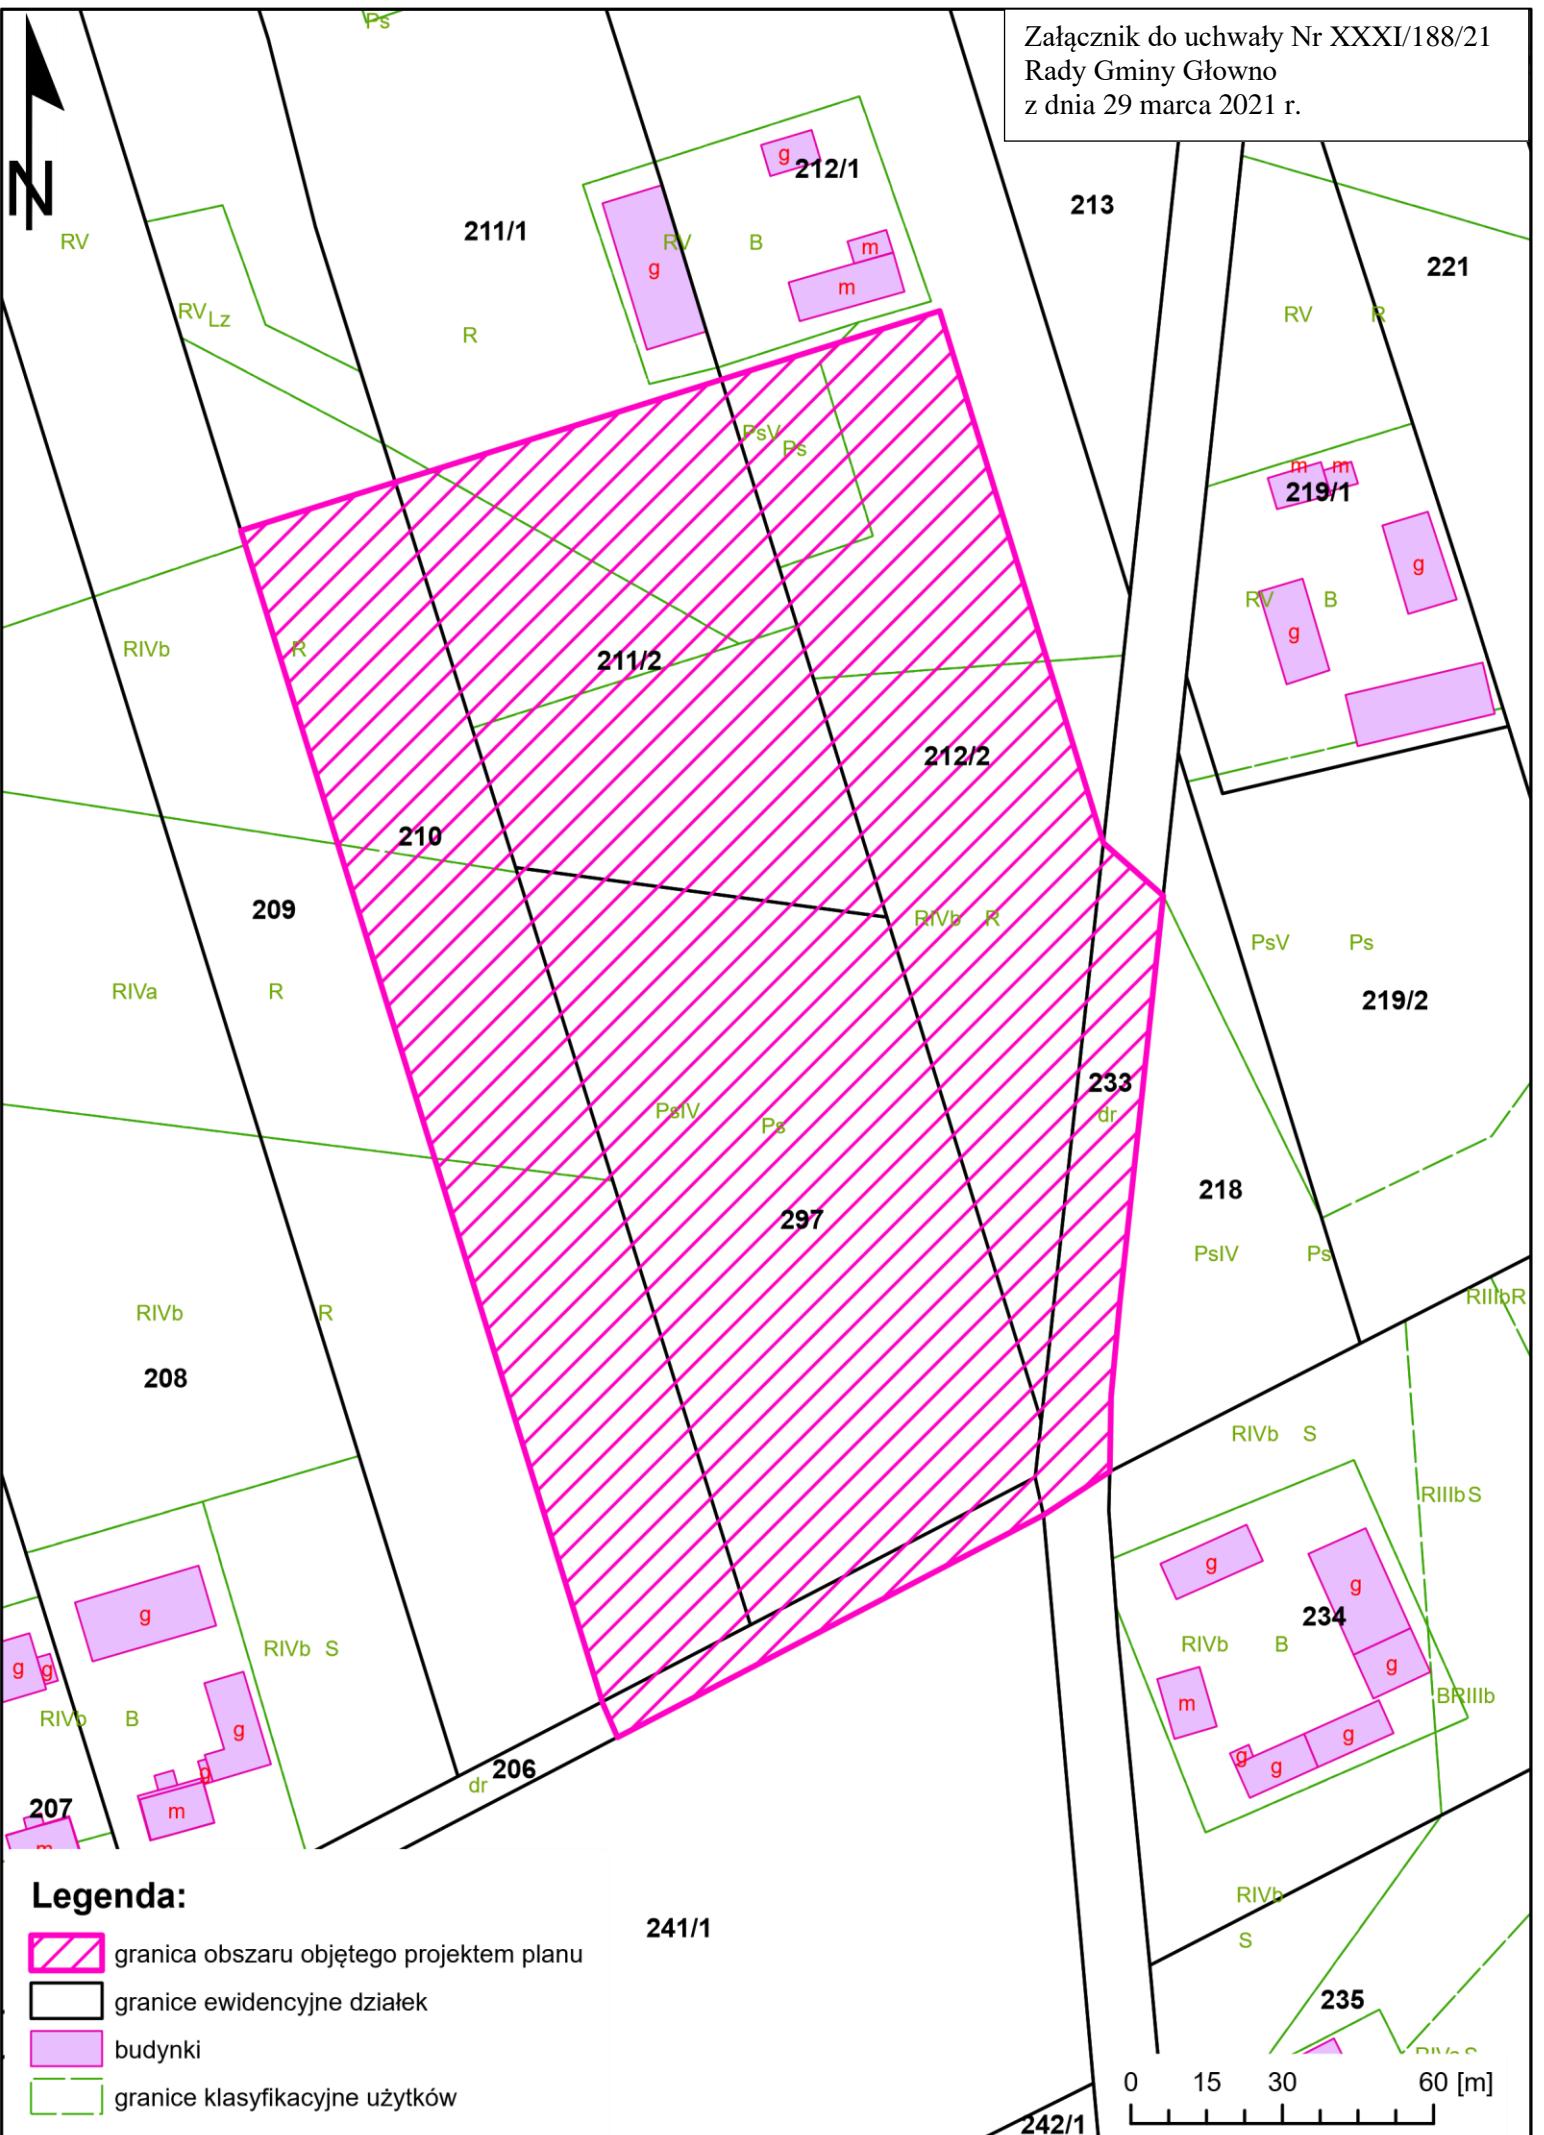 Załącznik do uchwały Nr XXXI/188/21
Rady Gminy Głowno
z dnia 29 marca 2021 r.
N
Ps
g
212/1
213
211/1
RV
RV
B
m
g
m
221
RV
Lz
R
RV
R
PsV
Ps
m
m
219/1
g
RV
B
g
RIVb
R
211/2
212/2
210
209
RIVb
R
PsV
Ps
RIVa
R
219/2
233
dr
PsIV
Ps
218
297
PsIV
Ps
RIVb
R
RIIIbR
208
RIVb
S
RIIIbS
g
g
g
234
RIVb
S
RIVb
B
g
g
g
BRIIIb
m
RIVb
B
g
g
g
g
g
206
dr
g
207
m
m
Legenda:
granica obszaru objętego projektem planu
granice ewidencyjne działek
budynki
granice klasyfikacyjne użytków
241/1
RIVb
S
235
RIVaS
0 15 30 60 [m]
242/1